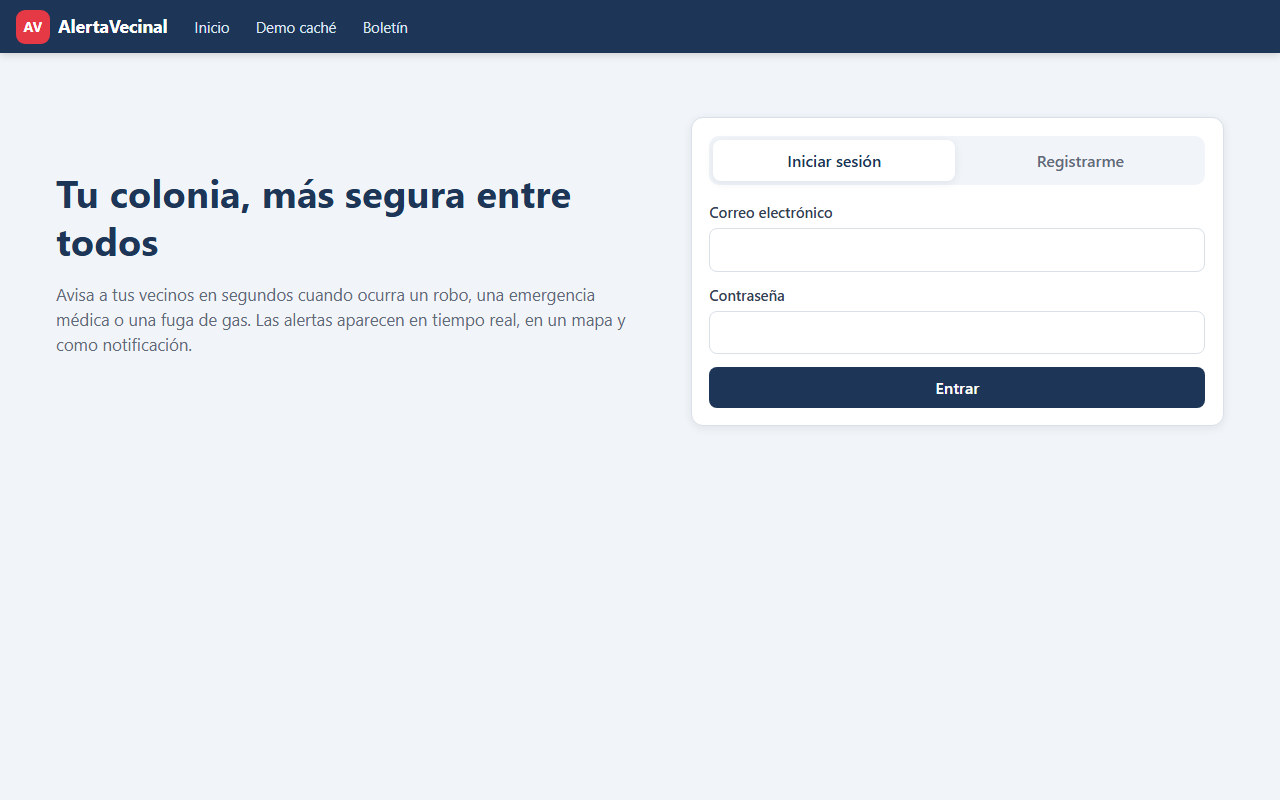 AV AlertaVecinal Inicio Demo caché Boletín
Tu colonia, más segura entre
todos
Avisa a tus vecinos en segundos cuando ocurra un robo, una emergencia
médica o una fuga de gas. Las alertas aparecen en tiempo real, en un mapa y
como notificación.
Iniciar sesión Registrarme
Correo electrónico
Contraseña
Entrar